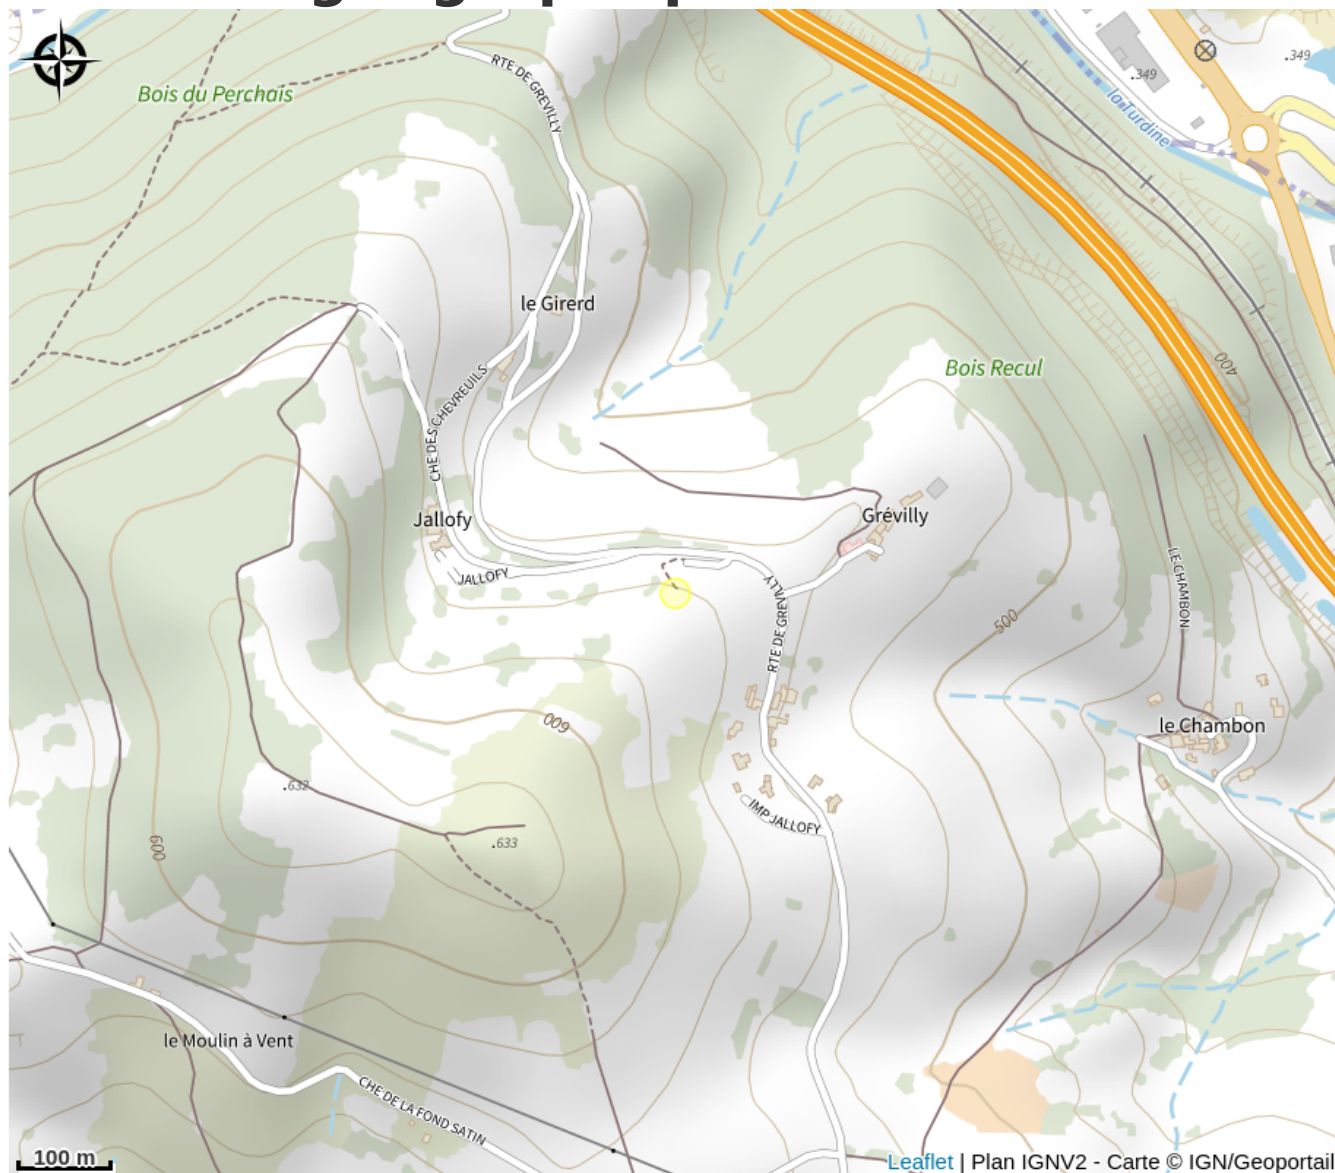 RTE DE GREVILLY
Bois du Perchais
.349
.349
la Turdine
le Girerd
Bois Recul
400
CHE DES CHEVREUILS
Jallofy
Grévilly
JALLOFY
RTE DE GREVILLY
LE CHAMBON
500
600
le Chambon
.632
IMP JALLOFY
.633
600
le Moulin à Vent
CHE DE LA FOND SATIN
100 m
Leaflet | Plan IGNV2 - Carte © IGN/Geoportail